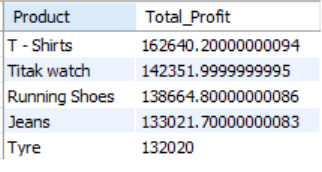 Product Total_Profit
T - Shirts 162640.20000000094
Titak watch 142351.9999999995
Running Shoes 138664.80000000086
Jeans 133021.70000000083
Tyre 132020